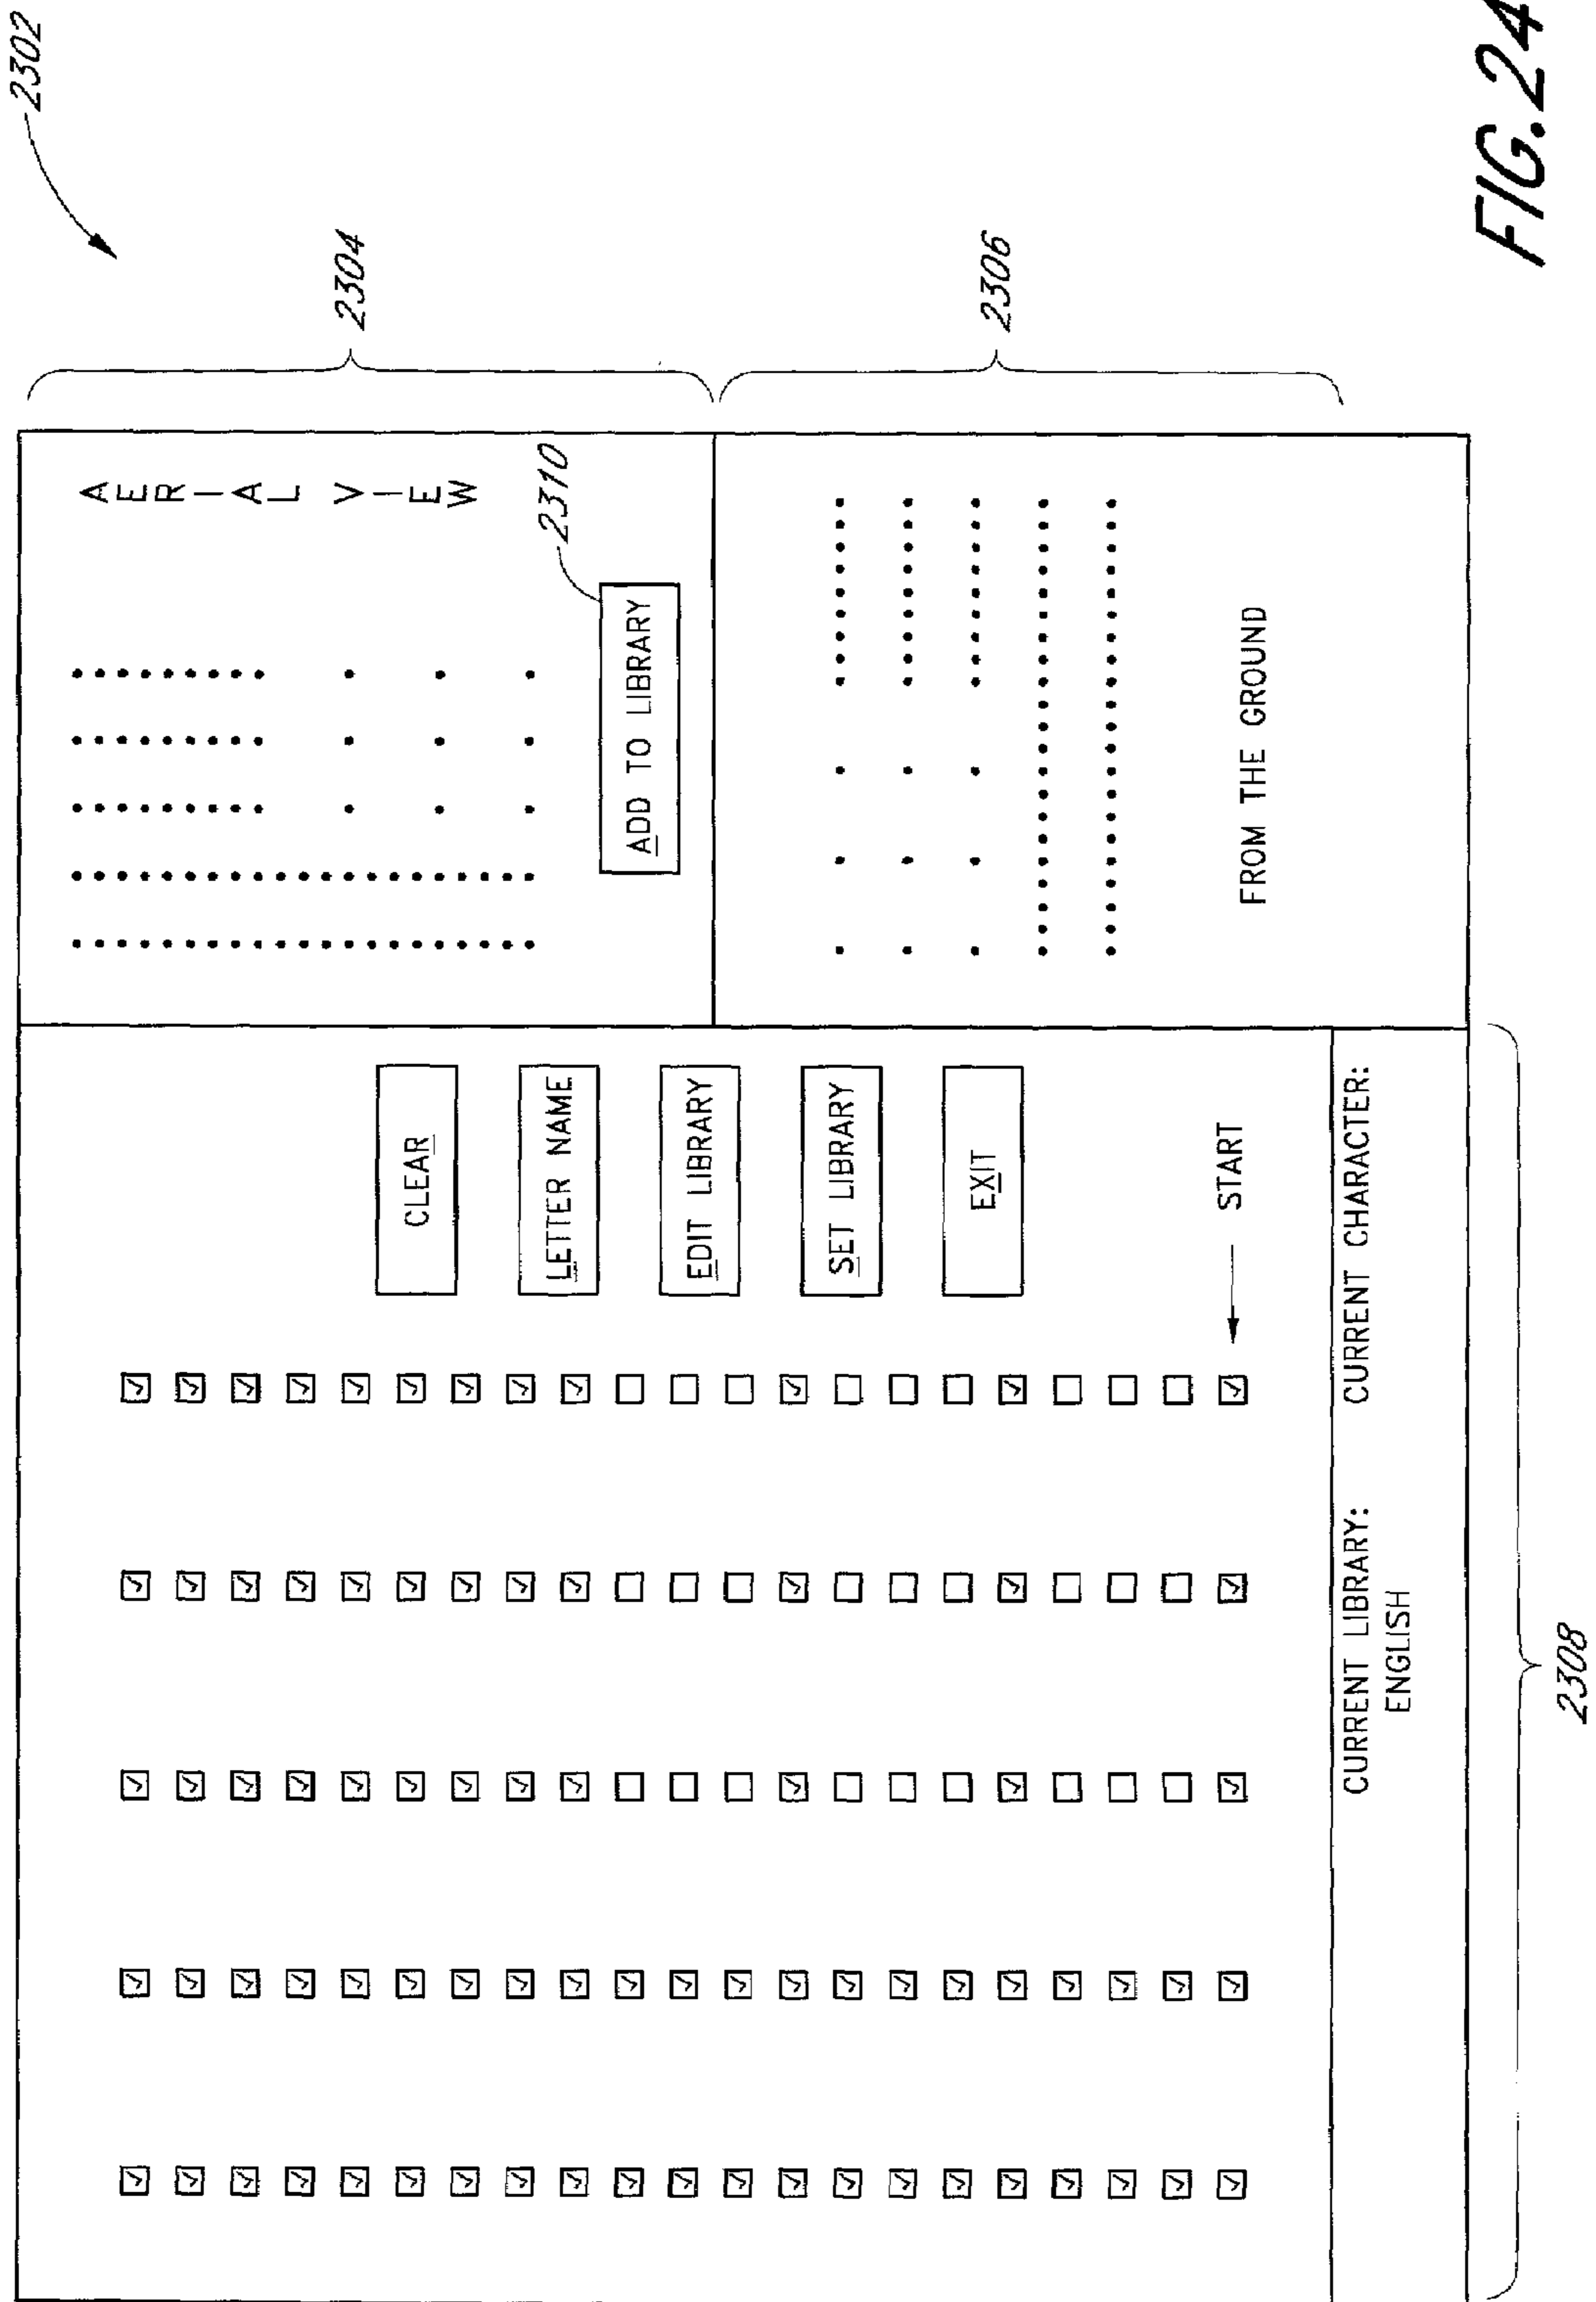 2302
2304
AERIAL VIEW
2310
ADD TO LIBRARY
2306
FROM THE GROUND
CLEAR
LETTER NAME
EDIT LIBRARY
SET LIBRARY
EXIT
START
CURRENT LIBRARY: CURRENT CHARACTER:
ENGLISH
2308
FIG.24